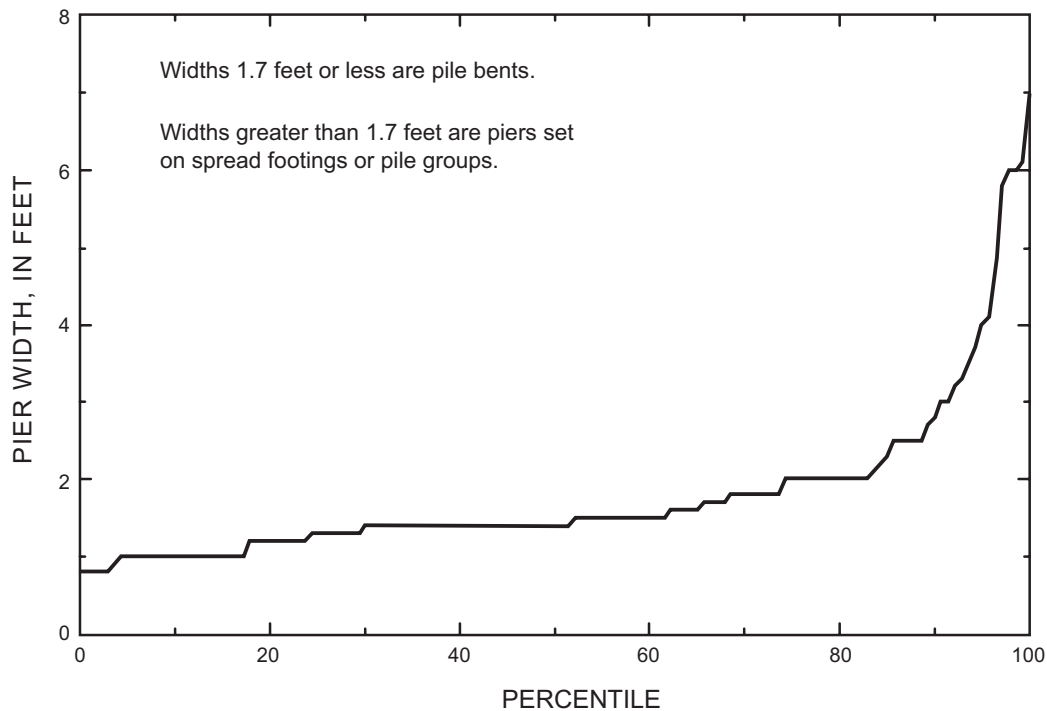 8
Widths 1.7 feet or less are pile bents.
Widths greater than 1.7 feet are piers set
on spread footings or pile groups.
6
4
2
0
PIER WIDTH, IN FEET
0 20 40 60 80 100
PERCENTILE